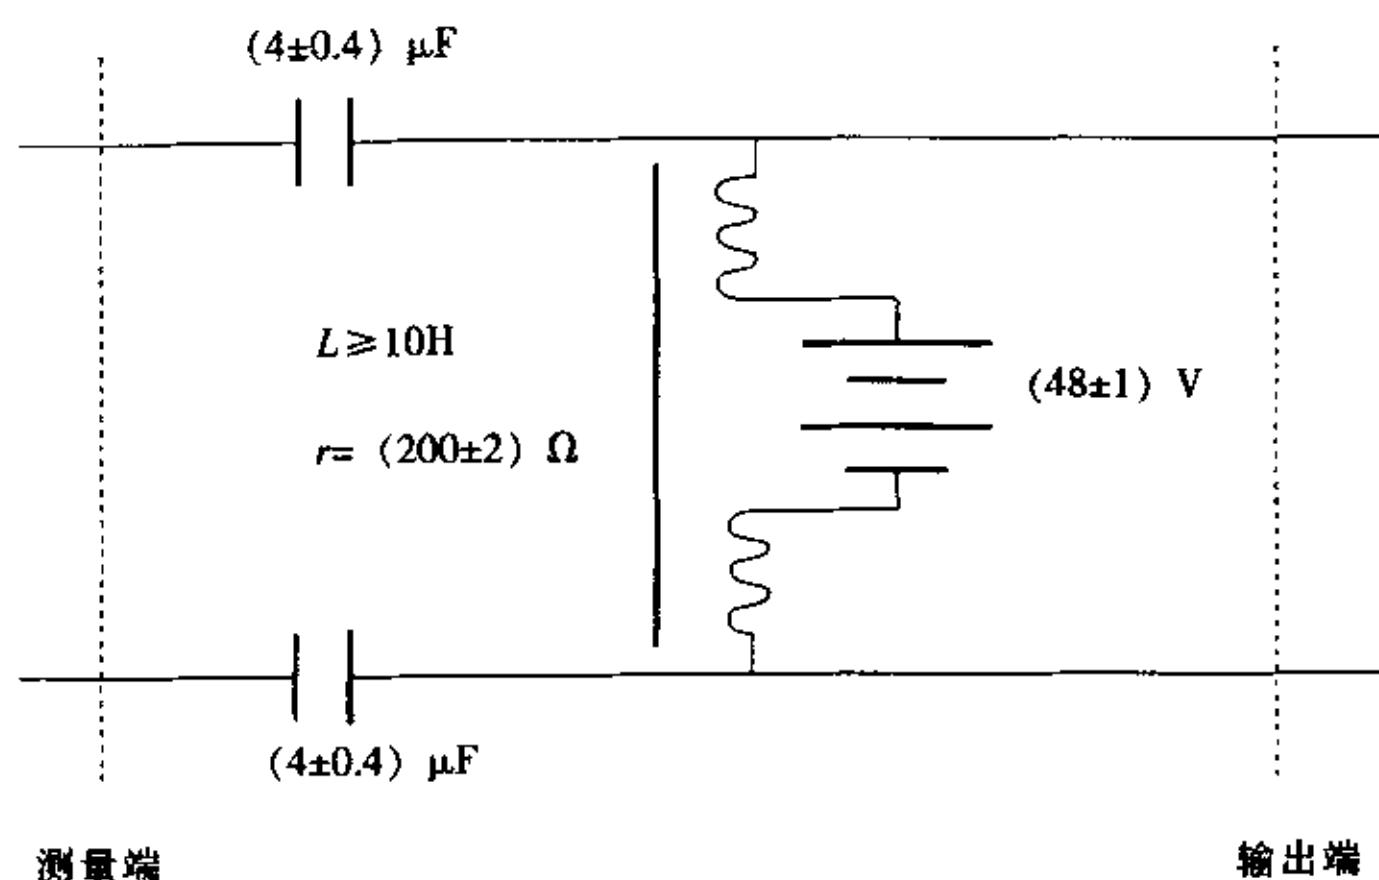 (4±0.4) μF
L≥10H
(48±1) V
r= (200±2) Ω
(4±0.4) μF
测量端
输出端